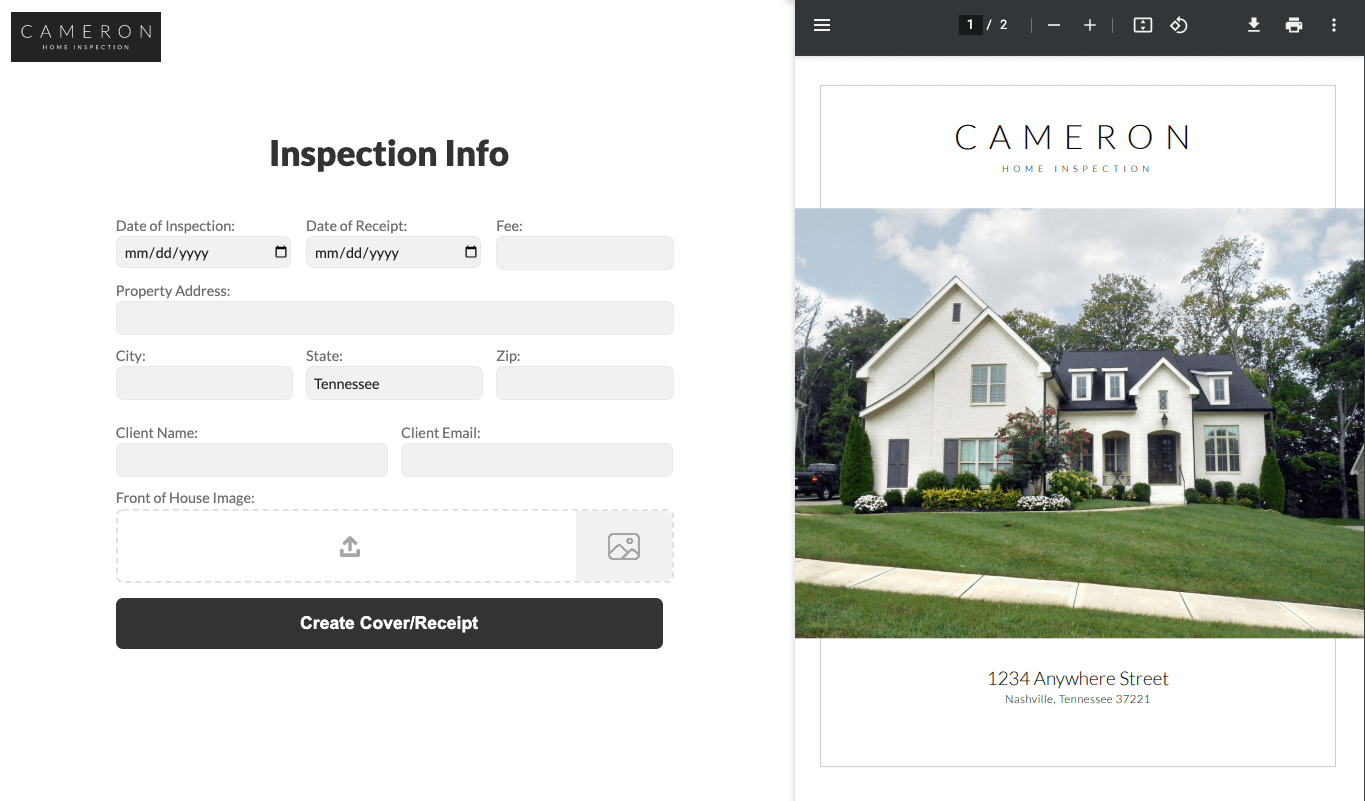 CAMERON
HOME INSPECTION
Inspection Info
Date of Inspection: Date of Receipt: Fee:
mm/dd/yyyy mm/dd/yyyy
Property Address:
City: State: Zip:
Tennessee
Client Name: Client Email:
Front of House Image:
Create Cover/Receipt
1 / 2
CAMERON
HOME INSPECTION
1234 Anywhere Street
Nashville, Tennessee 37221